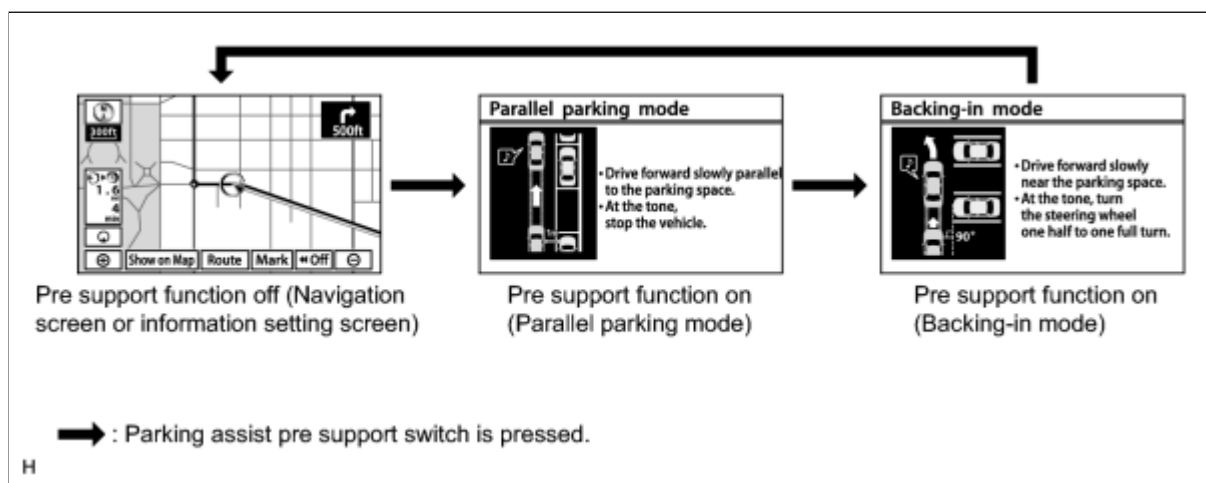 300ft
500ft
1.6
4
min
Show on Map
Route
Mark
Off
Pre support function off (Navigation
screen or information setting screen)
Parallel parking mode
•Drive forward slowly parallel
to the parking space.
•At the tone,
stop the vehicle.
Pre support function on
(Parallel parking mode)
Backing-in mode
90°
•Drive forward slowly
near the parking space.
•At the tone, turn
the steering wheel
one half to one full turn.
Pre support function on
(Backing-in mode)
: Parking assist pre support switch is pressed.
H